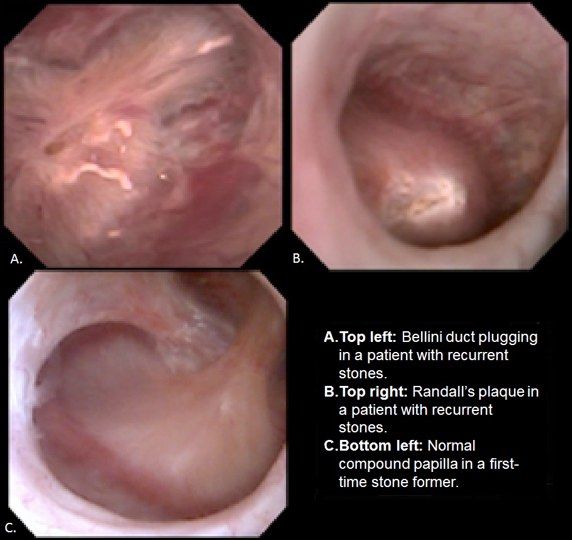 A.
B.
C.
A.Top left: Bellini duct plugging
in a patient with recurrent
stones.
B.Top right: Randall's plaque in
a patient with recurrent
stones.
C.Bottom left: Normal
compound papilla in a first-
time stone former.